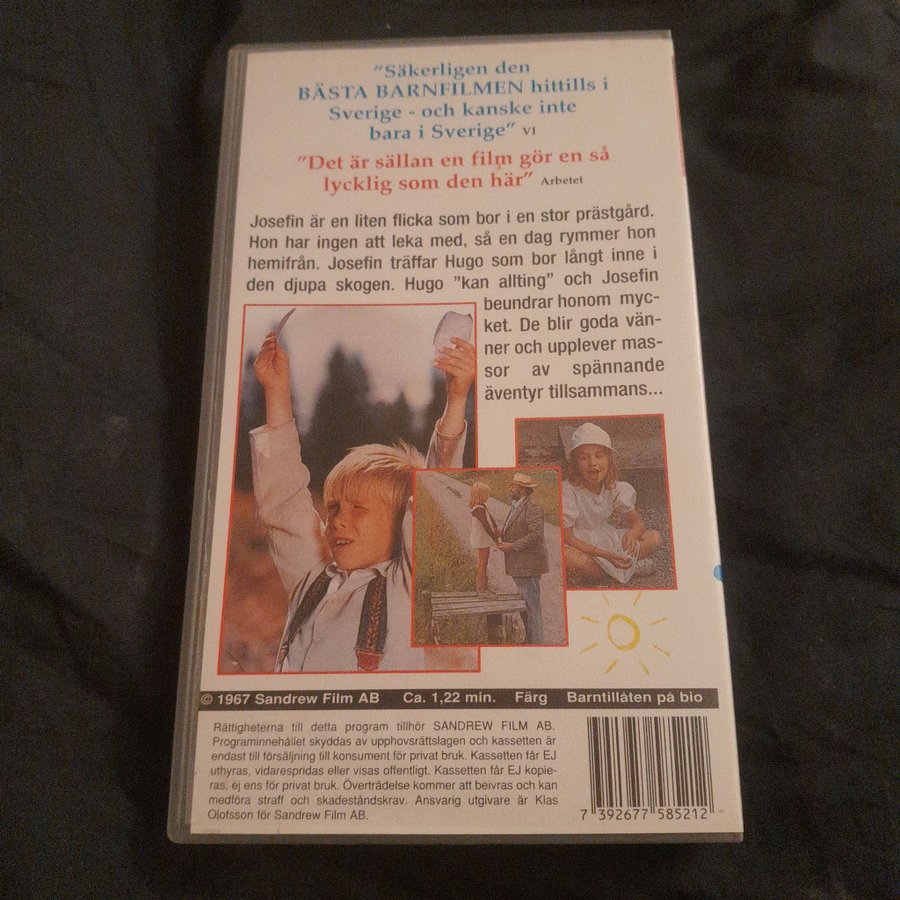 "Säkerligen den
BÄSTA BARNFILMEN hittills i
Sverige - och kanske inte
bara i Sverige" VI
"Det är sällan en film gör en så
lycklig som den här" Arbetet
Josefin är en liten flicka som bor i en stor prästgård.
Hon har ingen att leka med, så en dag rymmer hon
hemifrån. Josefin träffar Hugo som bor långt inne i
den djupa skogen. Hugo "kan allting" och Josefin
beundrar honom myc-
ket. De blir goda vän-
ner och upplever mas-
sor av spännande
äventyr tillsammans...
© 1967 Sandrew Film AB Ca. 1,22 min. Färg Barntillåten på bio
Rättigheterna till detta program tillhör SANDREW FILM AB.
Programinnehållet skyddas av upphovsrättslagen och kassetten är
endast till försäljning till konsument för privat bruk. Kassetten får EJ
uthyras, vidarespridas eller visas offentligt. Kassetten får EJ kopie-
ras, ej ens för privat bruk. Överträdelse kommer att beivras och kan
medföra straff och skadeståndskrav. Ansvarig utgivare är Klas
Olofsson för Sandrew Film AB.
7 392677 585212